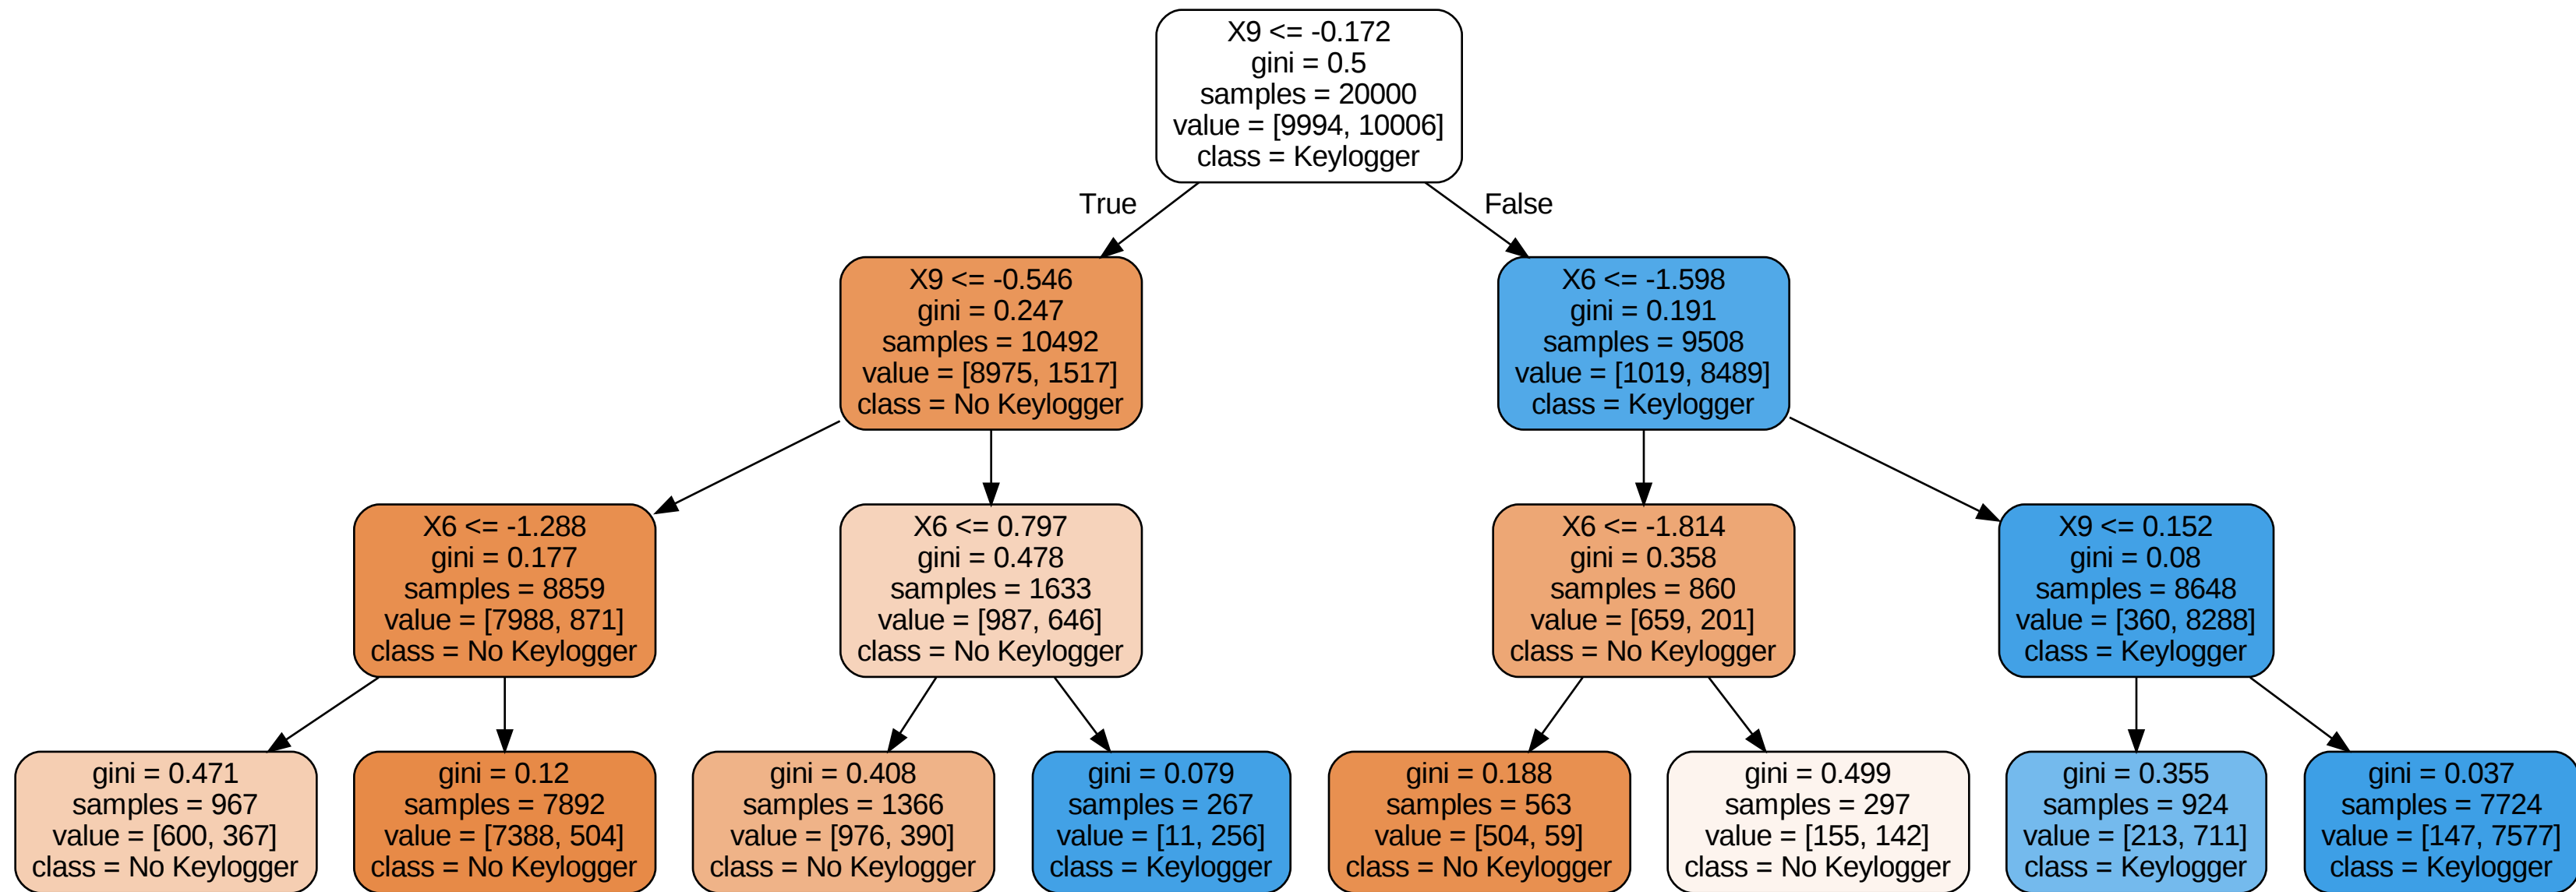 X9 <= -0.172
gini = 0.5
samples = 20000
value = [9994, 10006]
class = Keylogger
True
False
X9 <= -0.546
gini = 0.247
samples = 10492
value = [8975, 1517]
class = No Keylogger
X6 <= -1.598
gini = 0.191
samples = 9508
value = [1019, 8489]
class = Keylogger
X6 <= -1.288
gini = 0.177
samples = 8859
value = [7988, 871]
class = No Keylogger
X6 <= 0.797
gini = 0.478
samples = 1633
value = [987, 646]
class = No Keylogger
X6 <= -1.814
gini = 0.358
samples = 860
value = [659, 201]
class = No Keylogger
X9 <= 0.152
gini = 0.08
samples = 8648
value = [360, 8288]
class = Keylogger
gini = 0.471
samples = 967
value = [600, 367]
class = No Keylogger
gini = 0.12
samples = 7892
value = [7388, 504]
class = No Keylogger
gini = 0.408
samples = 1366
value = [976, 390]
class = No Keylogger
gini = 0.079
samples = 267
value = [11, 256]
class = Keylogger
gini = 0.188
samples = 563
value = [504, 59]
class = No Keylogger
gini = 0.499
samples = 297
value = [155, 142]
class = No Keylogger
gini = 0.355
samples = 924
value = [213, 711]
class = Keylogger
gini = 0.037
samples = 7724
value = [147, 7577]
class = Keylogger